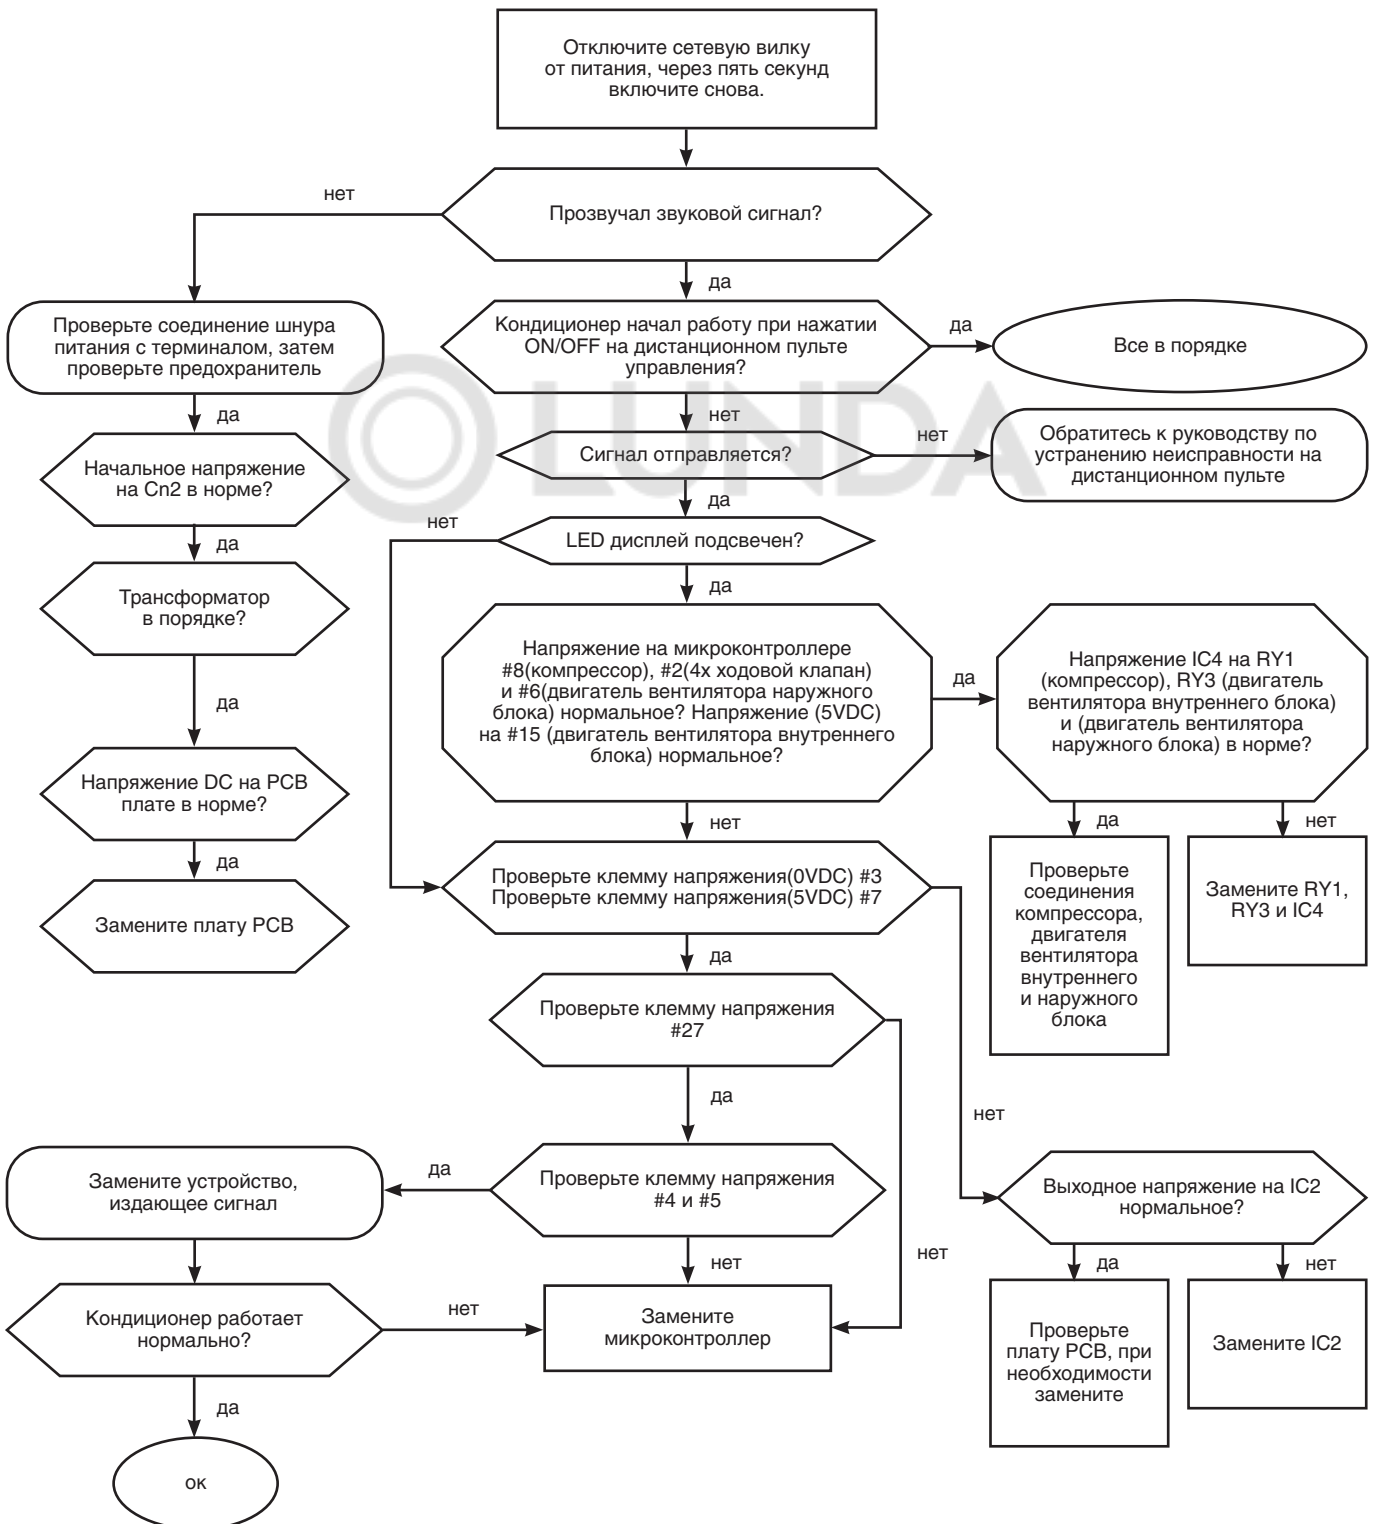 Отключите сетевую вилку
от питания, через пять секунд
включите снова.
нет
Прозвучал звуковой сигнал?
да
Проверьте соединение шнура
питания с терминалом, затем
проверьте предохранитель
Кондиционер начал работу при нажатии
ON/OFF на дистанционном пульте
управления?
да
Все в порядке
да
нет
LUNDA
Начальное напряжение
на Cn2 в норме?
Сигнал отправляется?
нет
Обратитесь к руководству по
устранению неисправности на
дистанционном пульте
да
нет
LED дисплей подсвечен?
да
да
Трансформатор
в порядке?
Напряжение на микроконтроллере
#8(компрессор), #2(4х ходовой клапан)
и #6(двигатель вентилятора наружного
блока) нормальное? Напряжение (5VDC)
на #15 (двигатель вентилятора внутреннего
блока) нормальное?
да
Напряжение IC4 на RY1
(компрессор), RY3 (двигатель
вентилятора внутреннего блока)
и (двигатель вентилятора
наружного блока) в норме?
да
Напряжение DC на PCB
плате в норме?
нет
да
нет
да
Замените плату PCB
Проверьте клемму напряжения(0VDC) #3
Проверьте клемму напряжения(5VDC) #7
Проверьте
соединения
компрессора,
двигателя
вентилятора
внутреннего
и наружного
блока
Замените RY1,
RY3 и IC4
да
Проверьте клемму напряжения
#27
да
нет
Замените устройство,
издающее сигнал
да
Проверьте клемму напряжения
#4 и #5
Выходное напряжение на IC2
нормальное?
нет
нет
да
нет
Кондиционер работает
нормально?
нет
Замените
микроконтроллер
Проверьте
плату PCB, при
необходимости
замените
Замените IC2
да
ок